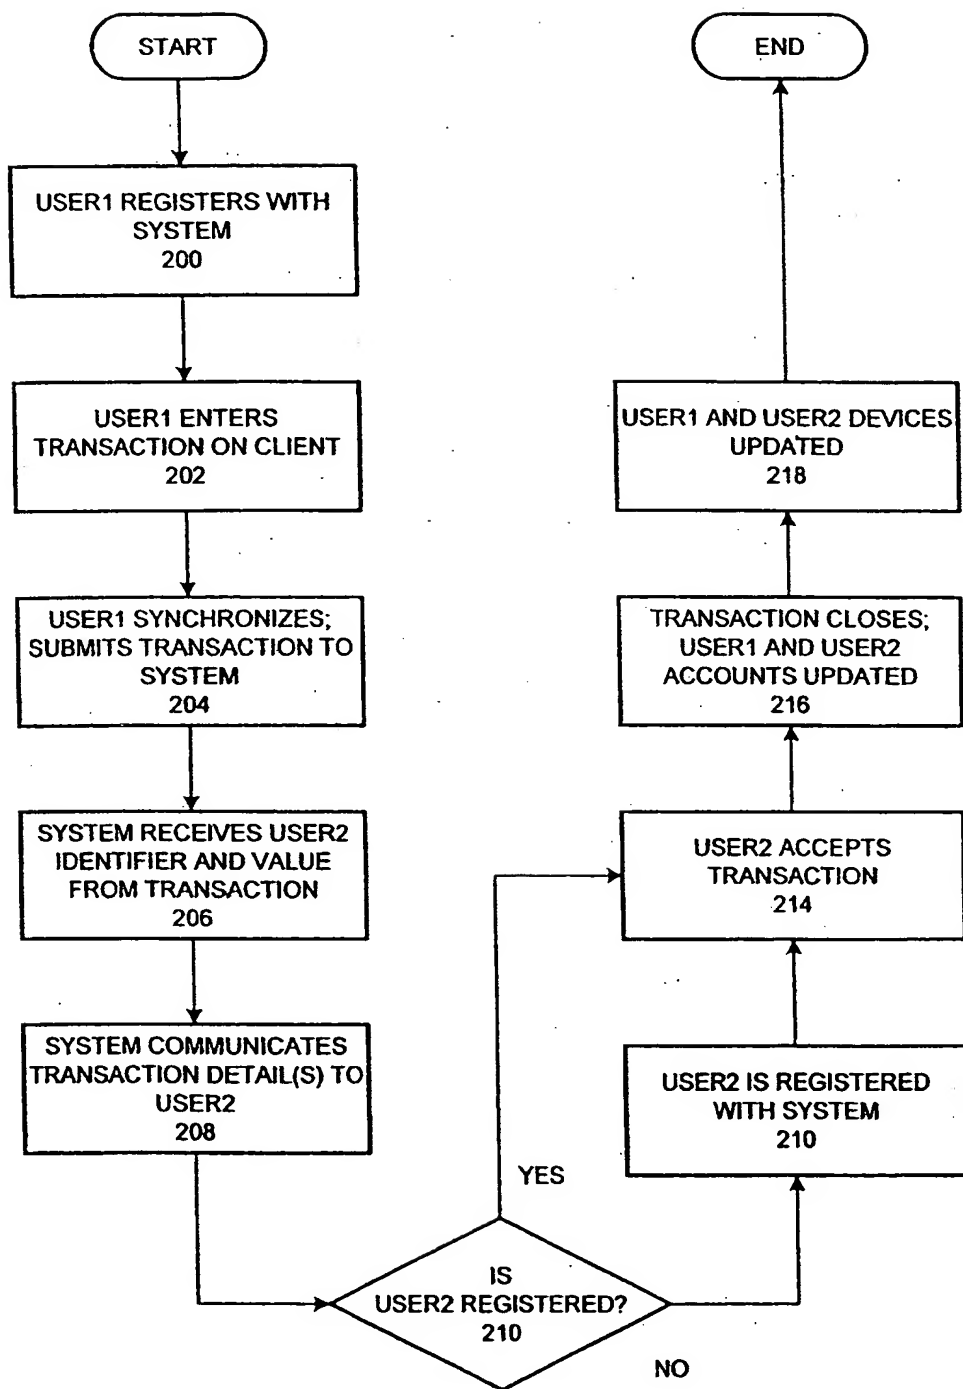 START
USER1 REGISTERS WITH
SYSTEM
200
USER1 ENTERS
TRANSACTION ON CLIENT
202
USER1 SYNCHRONIZES;
SUBMITS TRANSACTION TO
SYSTEM
204
SYSTEM RECEIVES USER2
IDENTIFIER AND VALUE
FROM TRANSACTION
206
SYSTEM COMMUNICATES
TRANSACTION DETAIL(S) TO
USER2
208
IS
USER2 REGISTERED?
210
YES
NO
USER2 IS REGISTERED
WITH SYSTEM
210
USER2 ACCEPTS
TRANSACTION
214
TRANSACTION CLOSES;
USER1 AND USER2
ACCOUNTS UPDATED
216
USER1 AND USER2 DEVICES
UPDATED
218
END